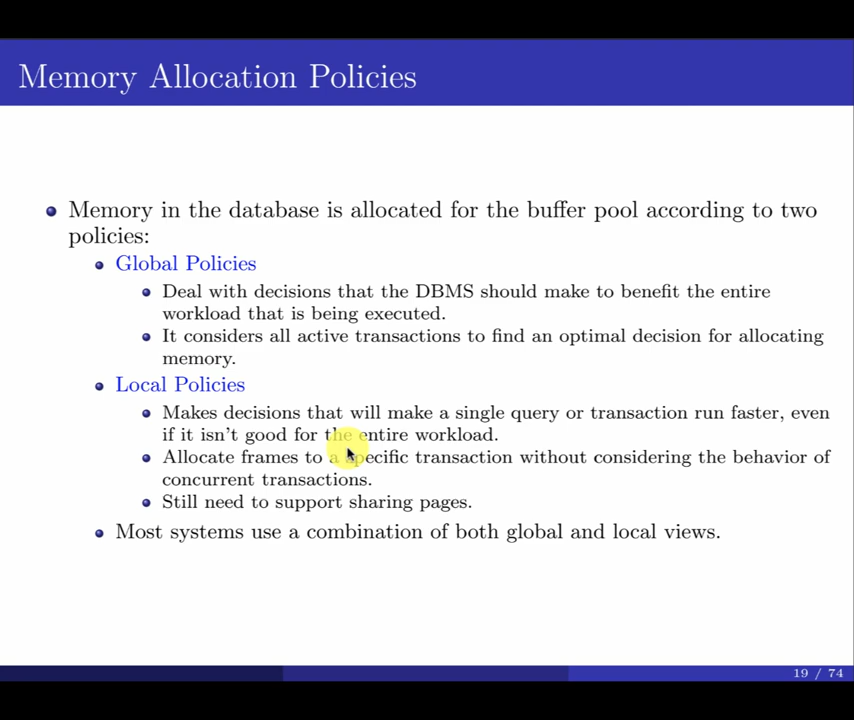 Memory Allocation Policies
Memory in the database is allocated for the buffer pool according to two
policies:
Global Policies
Deal with decisions that the DBMS should make to benefit the entire
workload that is being executed.
It considers all active transactions to find an optimal decision for allocating
memory.
Local Policies
Makes decisions that will make a single query or transaction run faster, even
if it isn't good for the entire workload.
Allocate frames to a specific transaction without considering the behavior of
concurrent transactions.
Still need to support sharing pages.
Most systems use a combination of both global and local views.
19 / 74